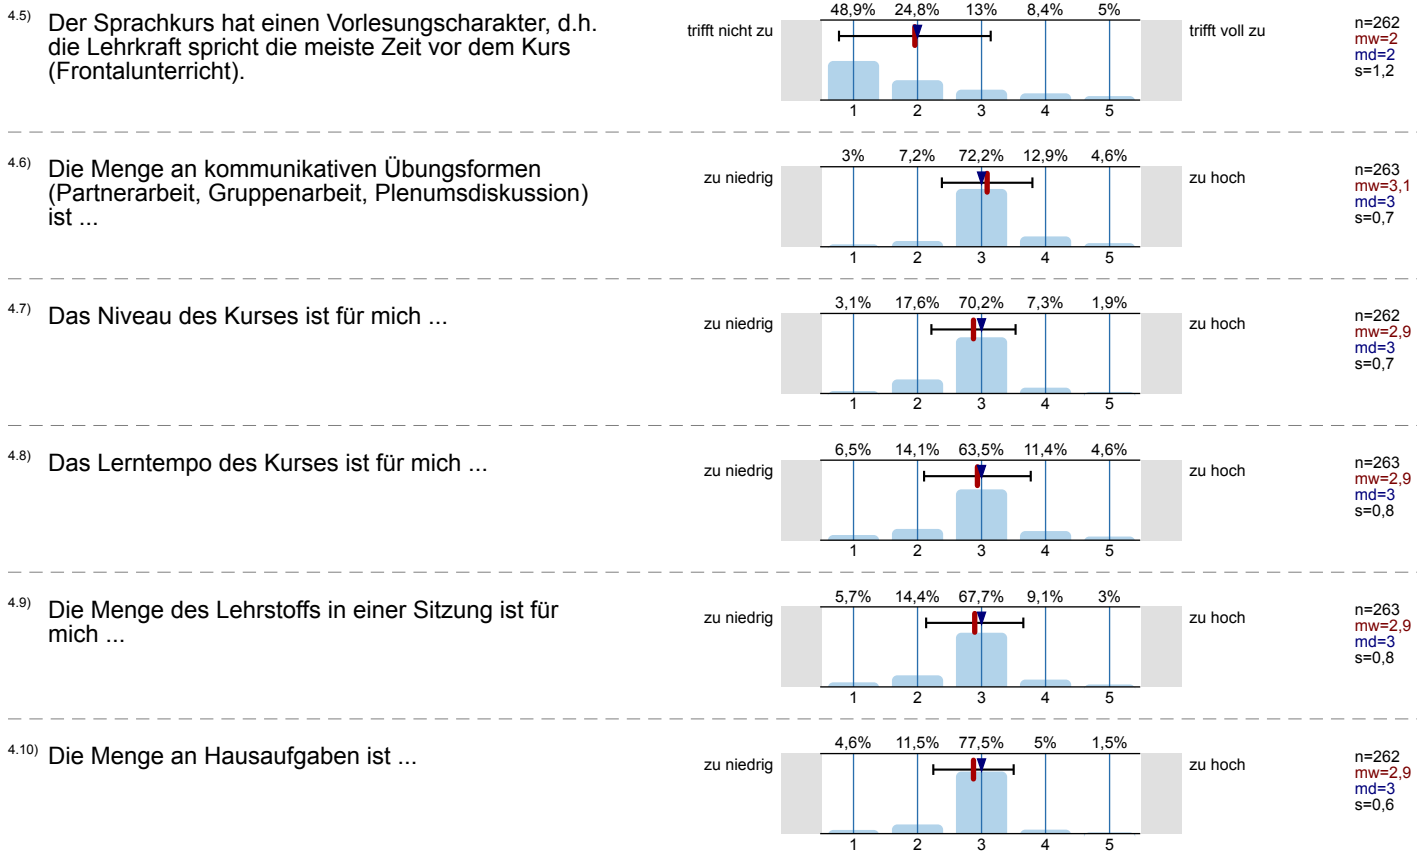 4.5) Der Sprachkurs hat einen Vorlesungscharakter, d.h.
die Lehrkraft spricht die meiste Zeit vor dem Kurs
(Frontalunterricht).
trifft nicht zu
48,9% 24,8% 13% 8,4% 5%
1 2 3 4 5
trifft voll zu
n=262
mw=2
md=2
s=1,2
4.6) Die Menge an kommunikativen Übungsformen
(Partnerarbeit, Gruppenarbeit, Plenumsdiskussion)
ist ...
zu niedrig
3% 7,2% 72,2% 12,9% 4,6%
1 2 3 4 5
zu hoch
n=263
mw=3,1
md=3
s=0,7
4.7) Das Niveau des Kurses ist für mich ...
zu niedrig
3,1% 17,6% 70,2% 7,3% 1,9%
1 2 3 4 5
zu hoch
n=262
mw=2,9
md=3
s=0,7
4.8) Das Lerntempo des Kurses ist für mich ...
zu niedrig
6,5% 14,1% 63,5% 11,4% 4,6%
1 2 3 4 5
zu hoch
n=263
mw=2,9
md=3
s=0,8
4.9) Die Menge des Lehrstoffs in einer Sitzung ist für
mich ...
zu niedrig
5,7% 14,4% 67,7% 9,1% 3%
1 2 3 4 5
zu hoch
n=263
mw=2,9
md=3
s=0,8
4.10) Die Menge an Hausaufgaben ist ...
zu niedrig
4,6% 11,5% 77,5% 5% 1,5%
1 2 3 4 5
zu hoch
n=262
mw=2,9
md=3
s=0,6